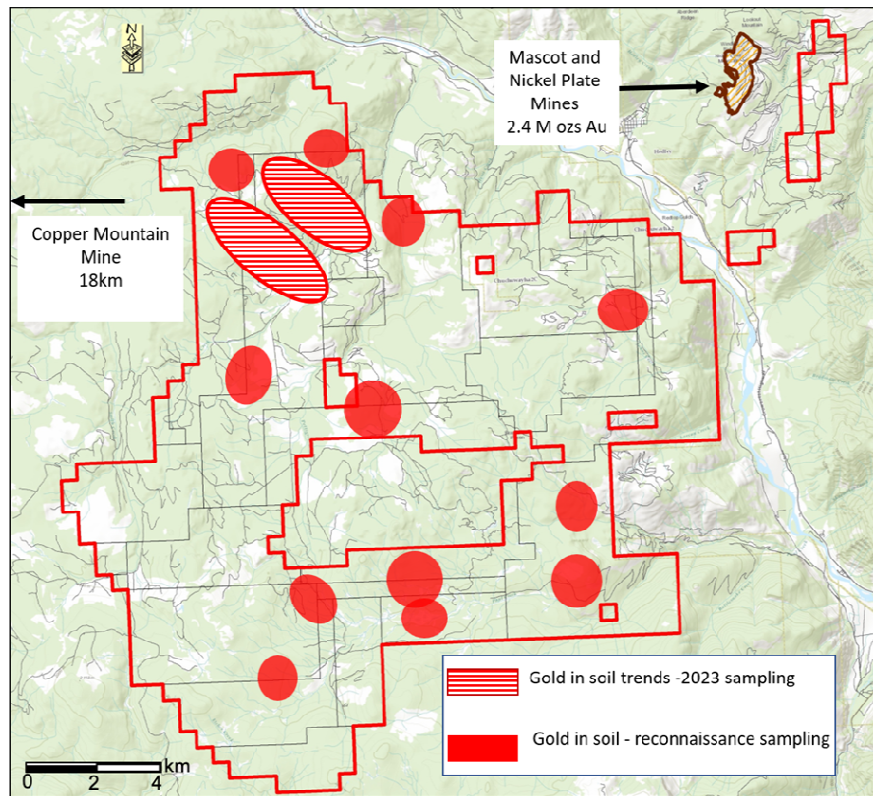 N
Mascot and
Nickel Plate
Mines
2.4 M ozs Au
Copper Mountain
Mine
18km
Gold in soil trends -2023 sampling
Gold in soil - reconnaissance sampling
0 2 4 km